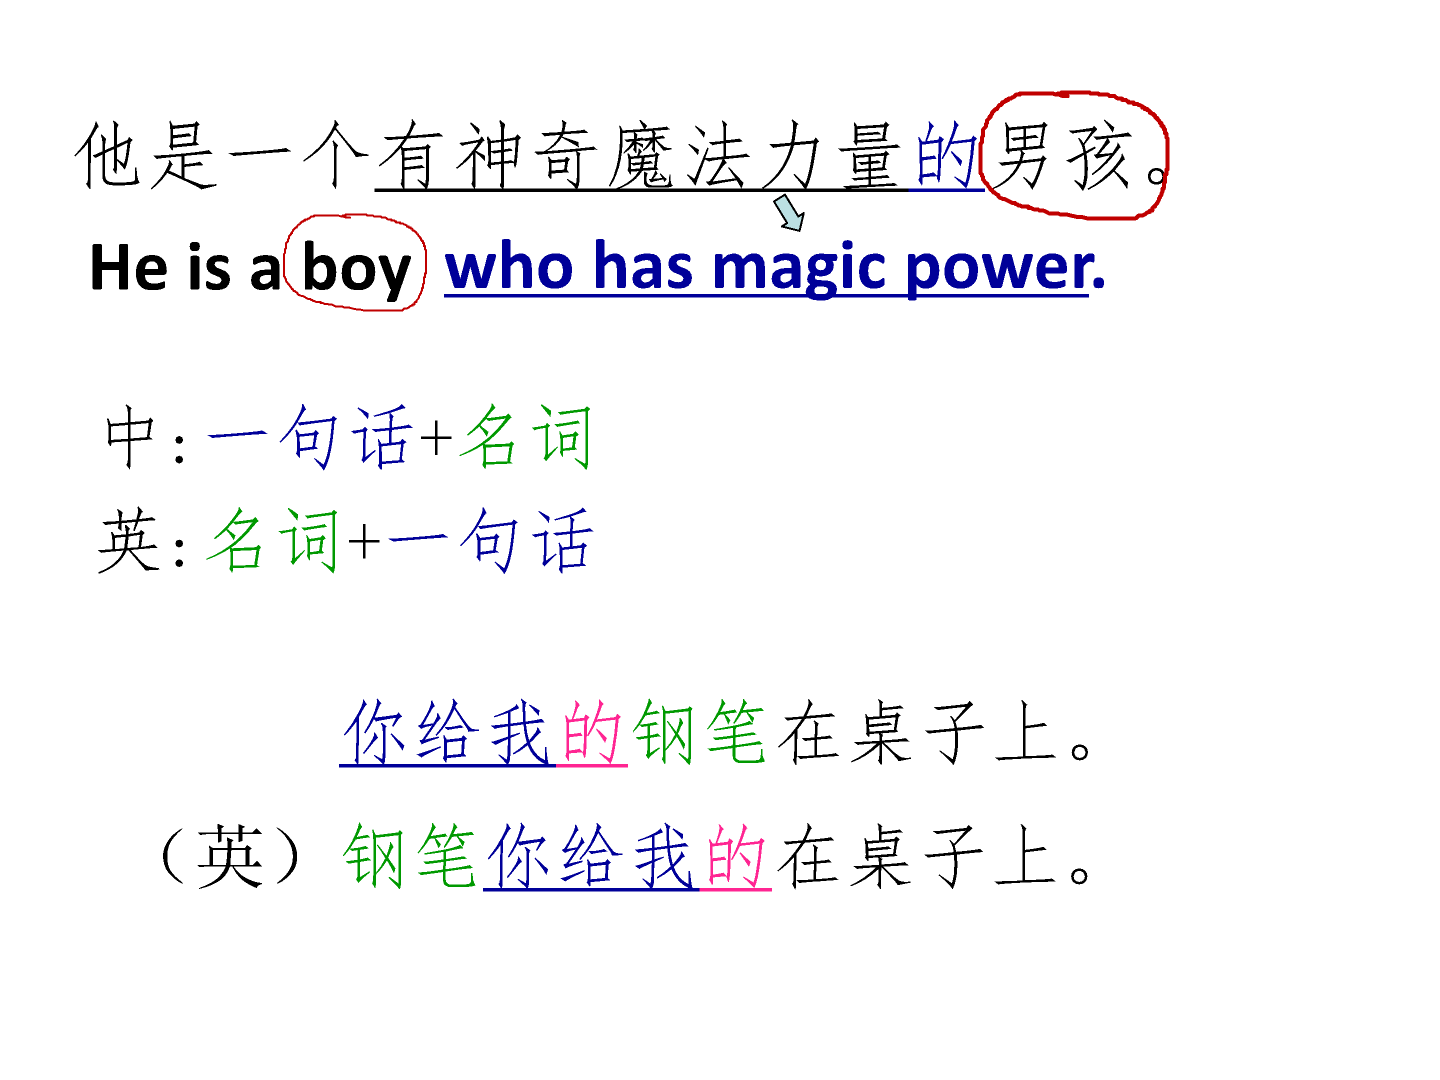 他是一个有神奇魔法力量的男孩。
He is a boy who has magic power.
中:一句话+名词
英:名词+一句话
你给我的钢笔在桌子上。
（英）钢笔你给我的在桌子上。